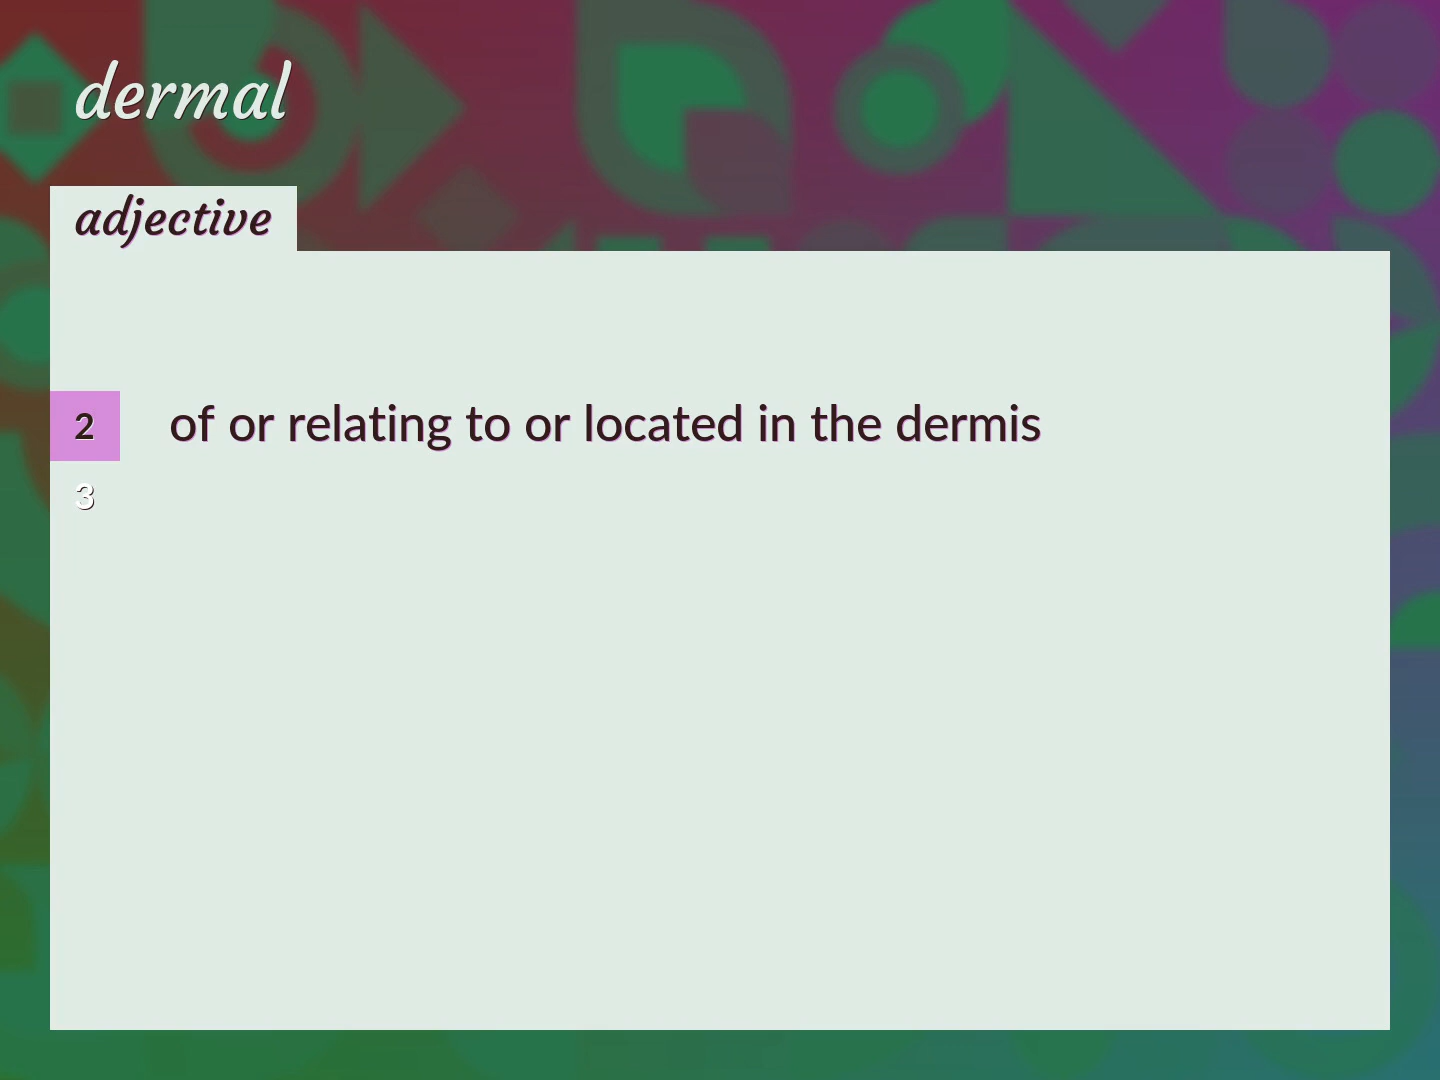 dermal
adjective
2 of or relating to or located in the dermis
3